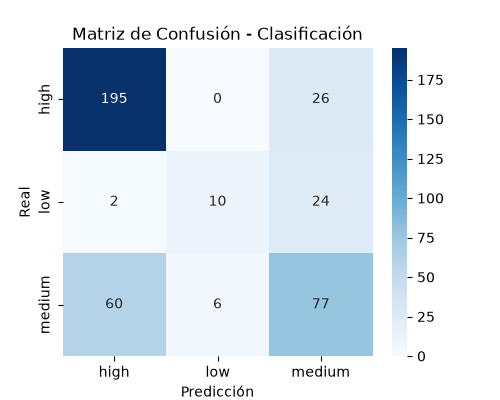 Matriz de Confusión - Clasificación
Real
high
195
0
26
low
2
10
24
medium
60
6
77
high
low
medium
Predicción
175
150
125
100
75
50
25
0